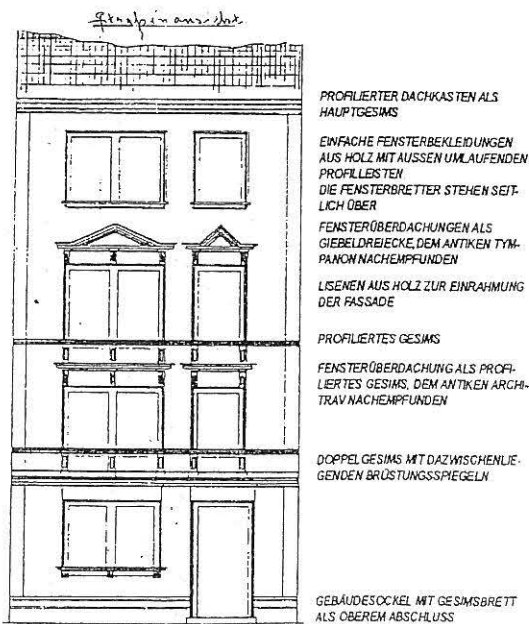 Straßenansicht
PROFILIERTER DACHKASTEN ALS
HAUPTGESIMS
EINFACHE FENSTERBEKLEIDUNGEN
AUS HOLZ MIT AUSSEN UMLAUFENDEN
PROFILLEISTEN
DIE FENSTERBRETTER STEHEN SEIT-
LICH ÜBER
FENSTERÜBERDACHUNGEN ALS
GIEBELDREIECKE, DEM ANTIKEN TYM-
PANON NACHEMPFUNDEN
LISENEN AUS HOLZ ZUR EINRAHMUNG
DER FASSADE
PROFILIERTES GESIMS
FENSTERÜBERDACHUNG ALS PROFI-
LIERTES GESIMS, DEM ANTIKEN ARCHI-
TRAV NACHEMPFUNDEN
DOPPELGESIMS MIT DAZWISCHENLIE-
GENDEN BRÜSTUNGSSPIEGELN
GEBÄUDESOCKEL MIT GESIMSBRETT
ALS OBEREM ABSCHLUSS